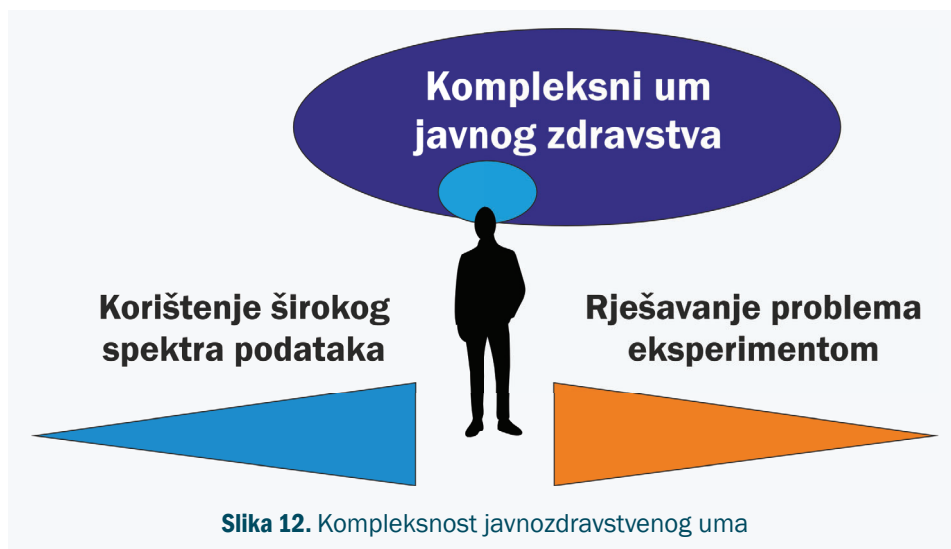 Kompleksni um
javnog zdravstva
Korištenje širokog
spektra podataka
Rješavanje problema
eksperimentom
Slika 12. Kompleksnost javnozdravstvenog uma